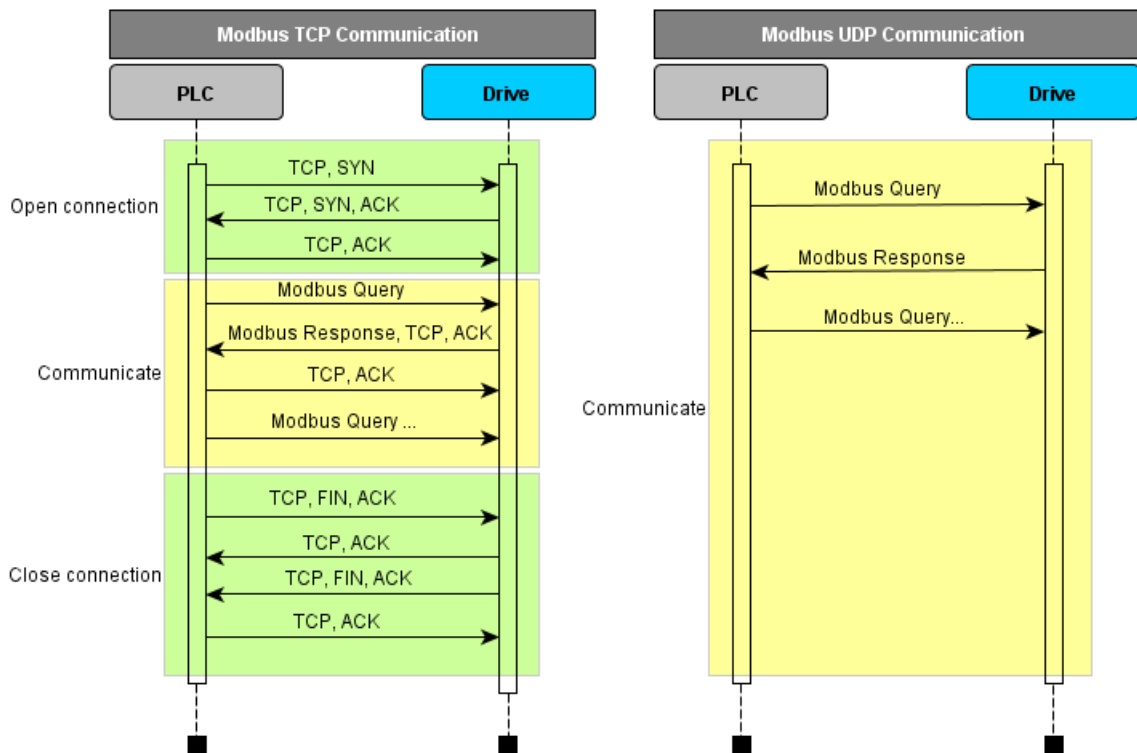 Modbus TCP Communication
PLC
Drive
Open connection
TCP, SYN
TCP, SYN, ACK
TCP, ACK
Communicate
Modbus Query
Modbus Response, TCP, ACK
TCP, ACK
Modbus Query ...
Close connection
TCP, FIN, ACK
TCP, ACK
TCP, FIN, ACK
TCP, ACK
Modbus UDP Communication
PLC
Drive
Communicate
Modbus Query
Modbus Response
Modbus Query...